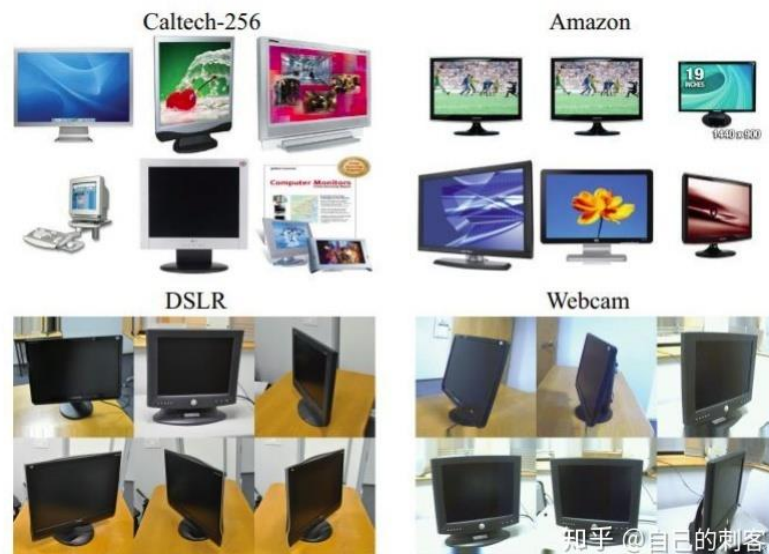 Caltech-256
Amazon
19
INCHES
1440 x 900
Computer Monitors
DSLR
Webcam
知乎 @自己的刺客